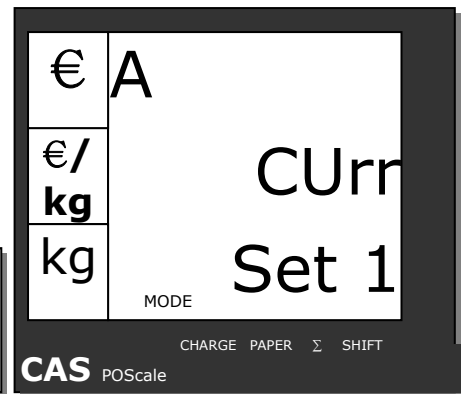 € A
€/ kg CUrr
kg Set 1
MODE
CHARGE PAPER Σ SHIFT
CAS POScale